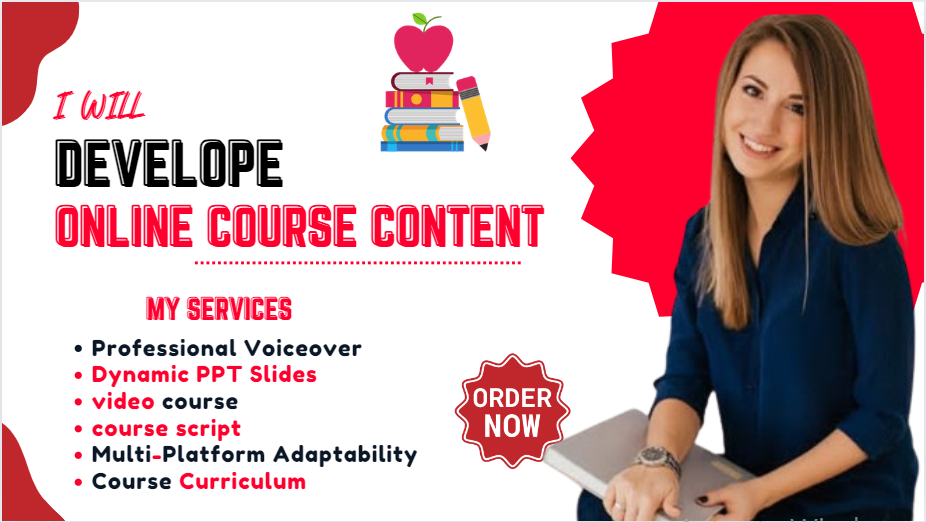 I WILL
DEVELOPE
ONLINE COURSE CONTENT
MY SERVICES
• Professional Voiceover
• Dynamic PPT Slides
• video course
• course script
• Multi-Platform Adaptability
• Course Curriculum
ORDER
NOW